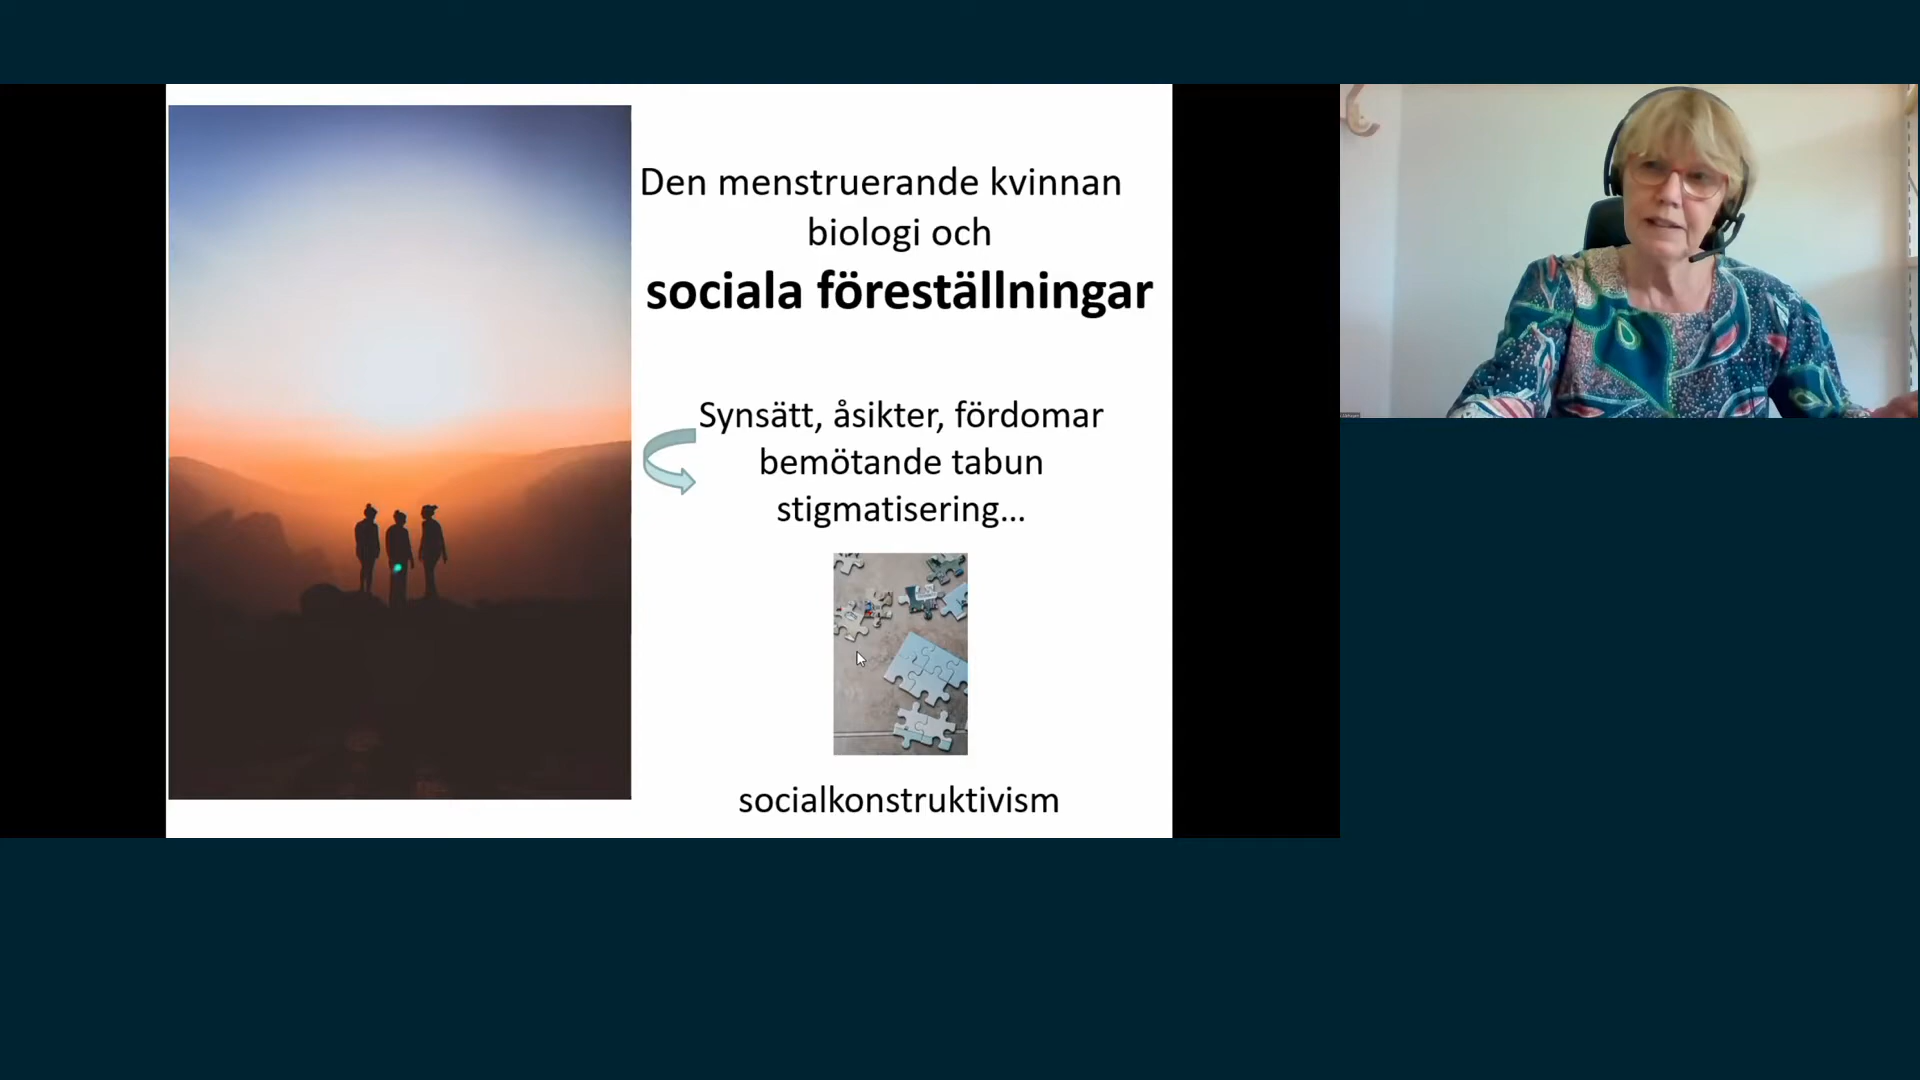 Den menstruerande kvinnan
biologi och
sociala föreställningar
Synsätt, åsikter, fördomar
bemötande tabun
stigmatisering...
socialkonstruktivism